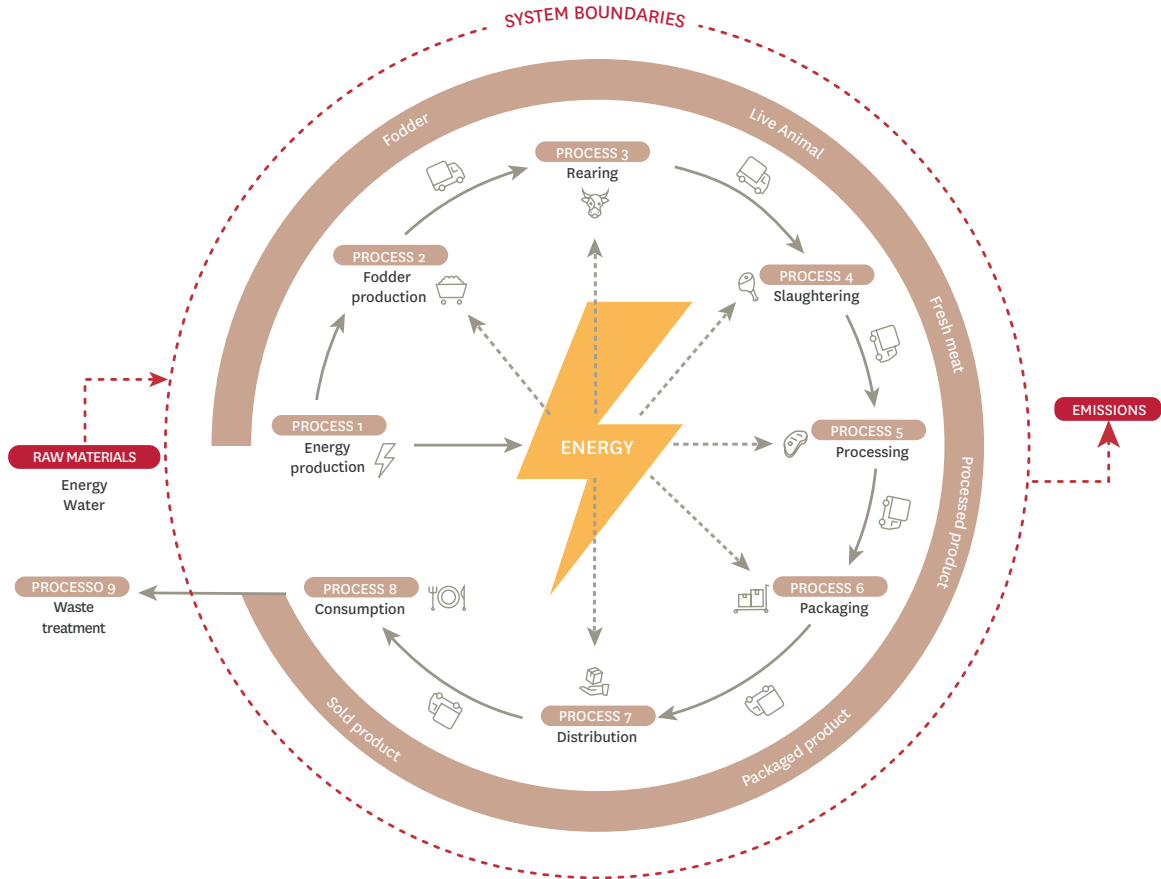 SYSTEM BOUNDARIES
Fodder
Live Animal
Fresh meat
Processed product
Packaged product
Sold product
RAW MATERIALS
Energy
Water
EMISSIONS
ENERGY
PROCESS 1
Energy
production
PROCESS 2
Fodder
production
PROCESS 3
Rearing
PROCESS 4
Slaughtering
PROCESS 5
Processing
PROCESS 6
Packaging
PROCESS 7
Distribution
PROCESS 8
Consumption
PROCESSO 9
Waste
treatment